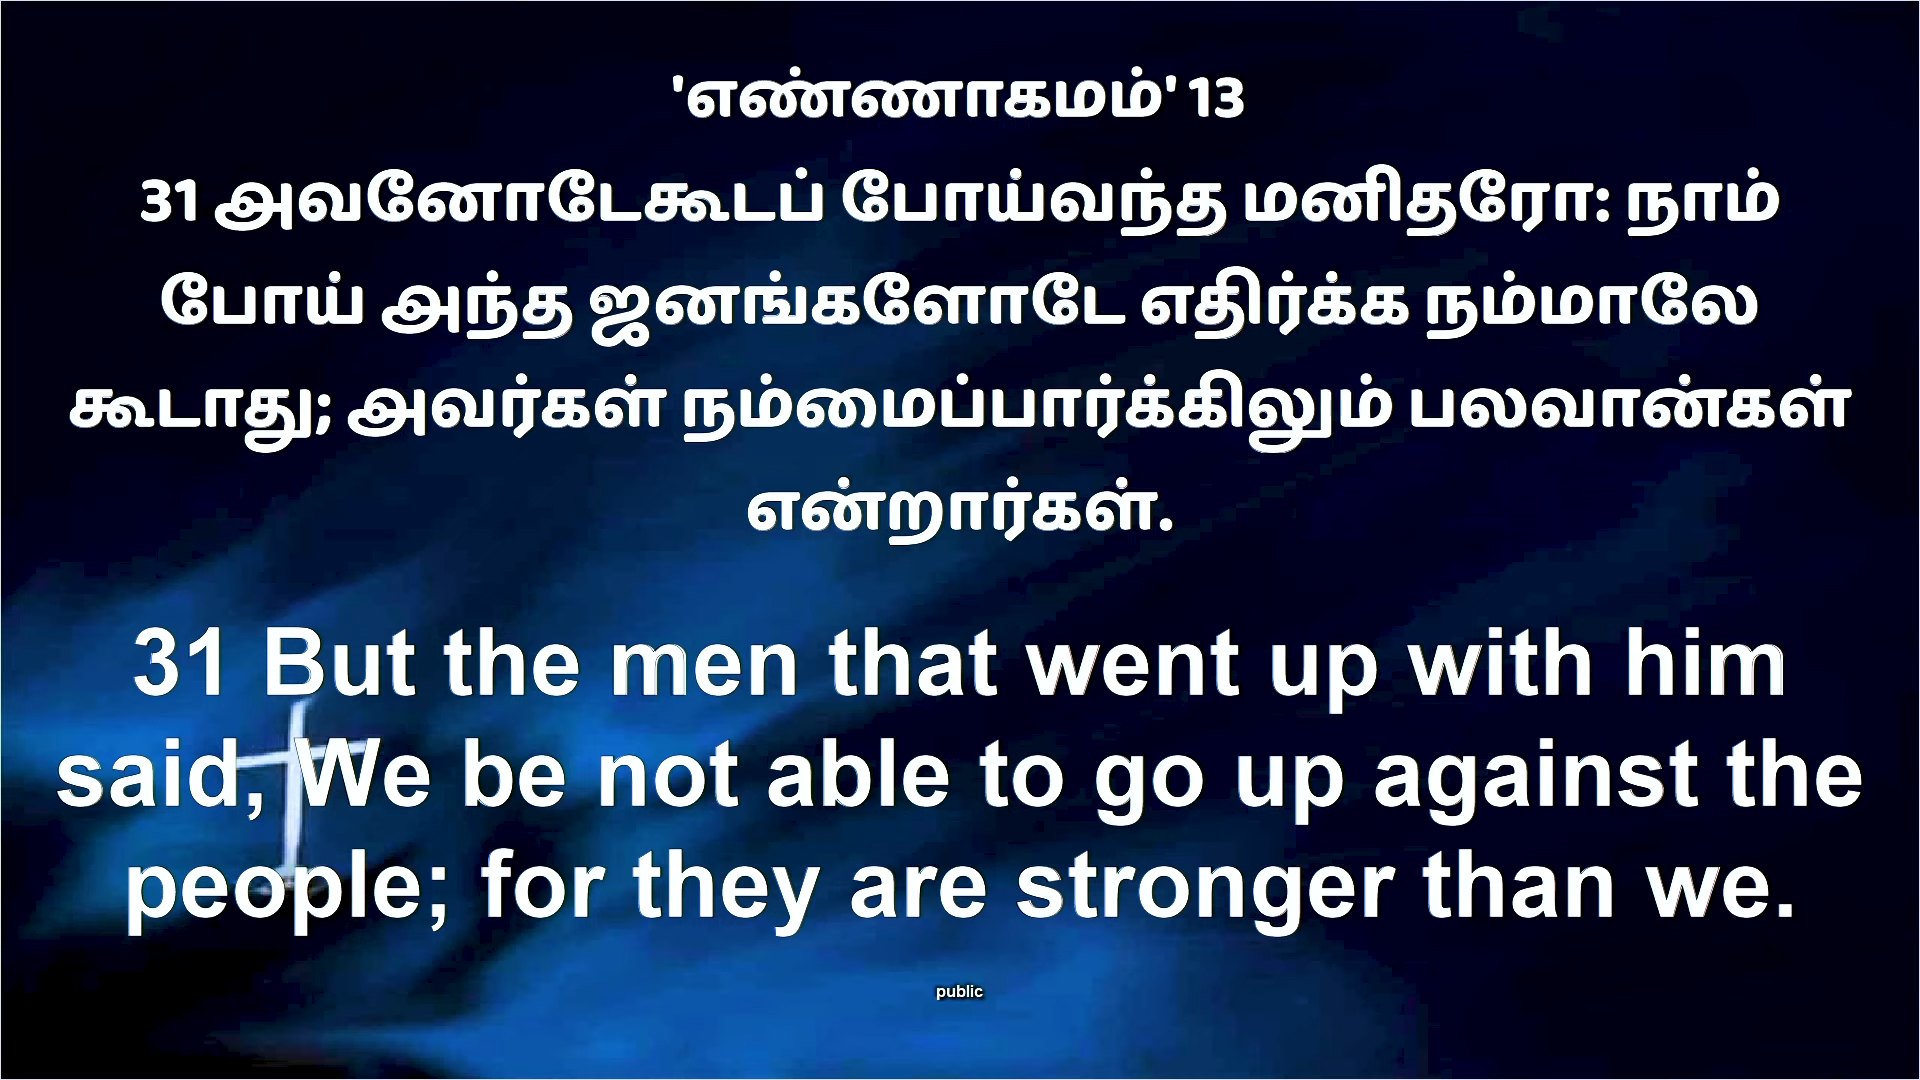 'எண்ணாகமம்' 13
31 அவனோடேகூடப் போய்வந்த மனிதரோ: நாம்
போய் அந்த ஜனங்களோடே எதிர்க்க நம்மாலே
கூடாது; அவர்கள் நம்மைப்பார்க்கிலும் பலவான்கள்
என்றார்கள்.
31 But the men that went up with him
said, We be not able to go up against the
people; for they are stronger than we.
public